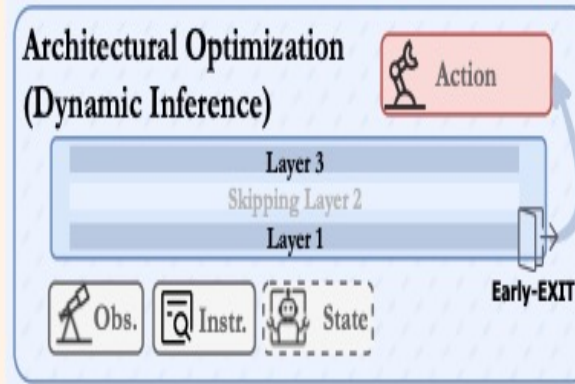 Architectural Optimization
(Dynamic Inference)
Action
Layer 3
Skipping Layer 2
Layer 1
Early-EXIT
Obs.
Instr.
State